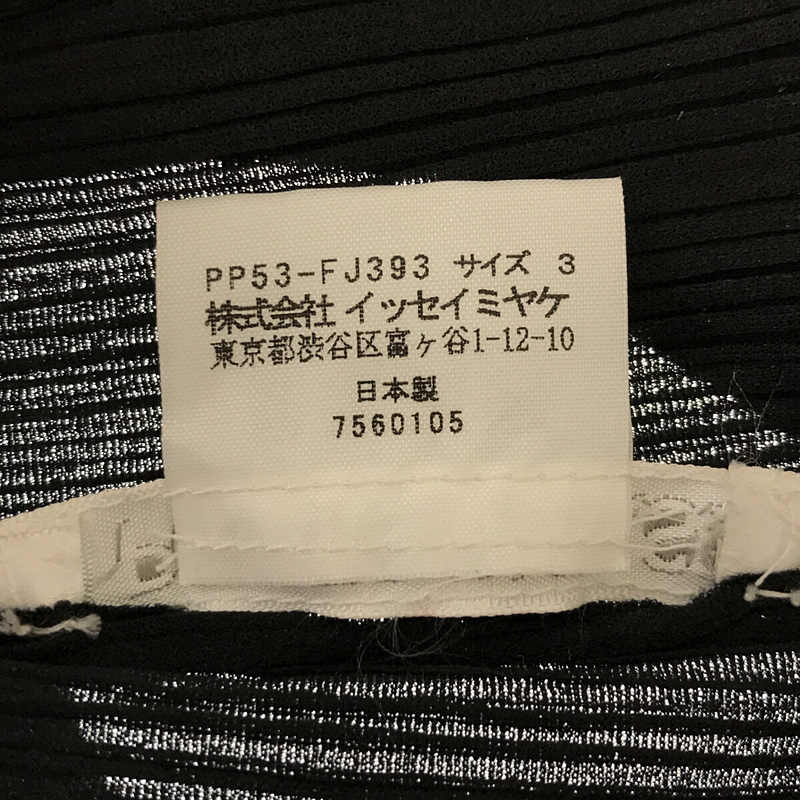 PP53-FJ393 サイズ 3
株式会社 イッセイミヤケ
東京都渋谷区富ヶ谷1-12-10
日本製
7560105